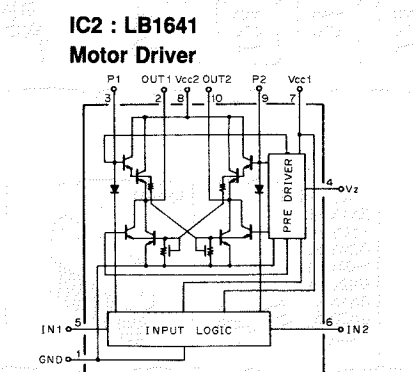 IC2 : LB1641
Motor Driver
P1 OUT1 Vcc2 OUT2 P2 Vcc1
3 2 8 10 9 7
PRE DRIVER
4 Vz
IN1 5 INPUT LOGIC 6 IN2
GND 1